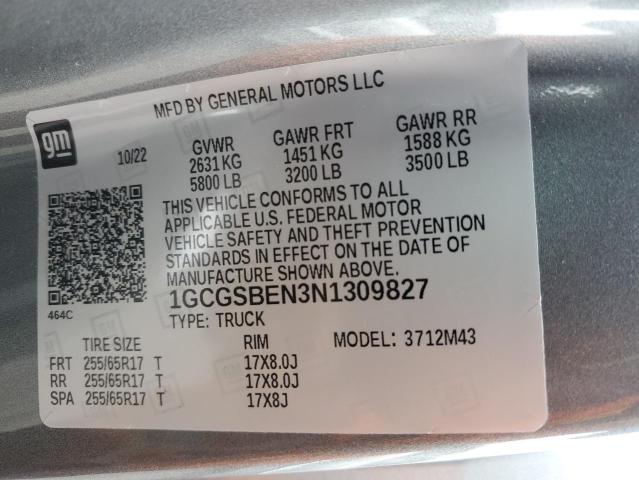 MFD BY GENERAL MOTORS LLC
gm
10/22
GVWR GAWR FRT GAWR RR
2631 KG 1451 KG 1588 KG
5800 LB 3200 LB 3500 LB
THIS VEHICLE CONFORMS TO ALL
APPLICABLE U.S. FEDERAL MOTOR
VEHICLE SAFETY AND THEFT PREVENTION
STANDARDS IN EFFECT ON THE DATE OF
MANUFACTURE SHOWN ABOVE.
464C
1GCGSBEN3N1309827
TYPE: TRUCK
TIRE SIZE RIM MODEL: 3712M43
FRT 255/65R17 T 17X8.0J
RR 255/65R17 T 17X8.0J
SPA 255/65R17 T 17X8J